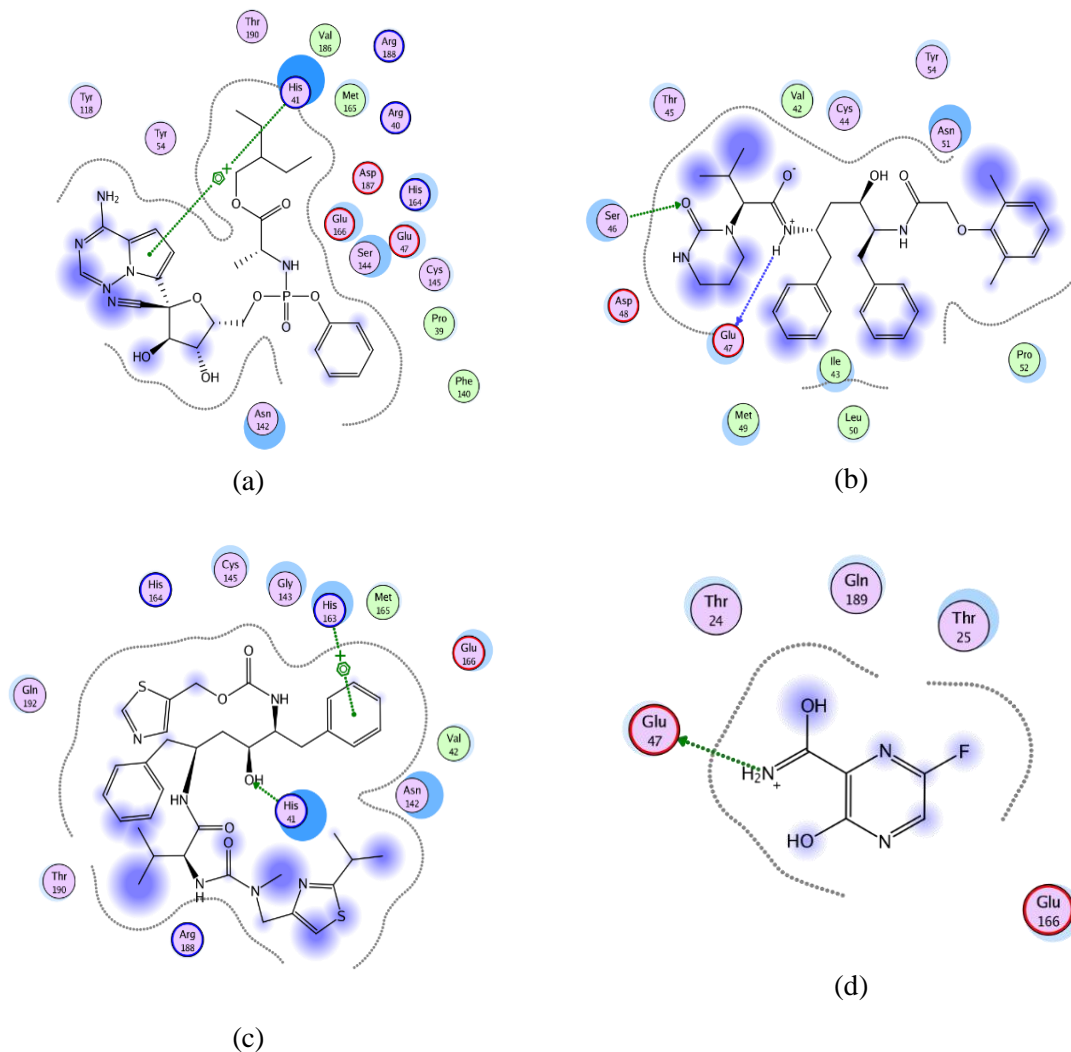 Thr
190
Val
186
Arg
188
His
41
Met
165
Arg
40
Tyr
118
Tyr
54
Asp
187
His
164
Glu
166
Glu
47
Ser
144
Cys
145
Pro
39
Phe
140
Asn
142
NH2
N
N
N
N
O
O
O
NH
O
P
O
O
HO
OH
(a)
Tyr
54
Thr
45
Val
42
Cys
44
Asn
51
Ser
46
Asp
48
Glu
47
Ile
43
Pro
52
Met
49
Leu
50
O
O-
OH
O
N
N
+
H
NH
O
HN
(b)
His
164
Cys
145
Gly
143
His
163
Met
165
Glu
166
Gln
192
Val
42
Asn
142
His
41
Thr
190
Arg
188
S
N
O
O
NH
OH
HN
O
O
N
H
N
N
S
(c)
Thr
24
Gln
189
Thr
25
Glu
47
Glu
166
OH
H2N
+
N
F
HO
N
(d)